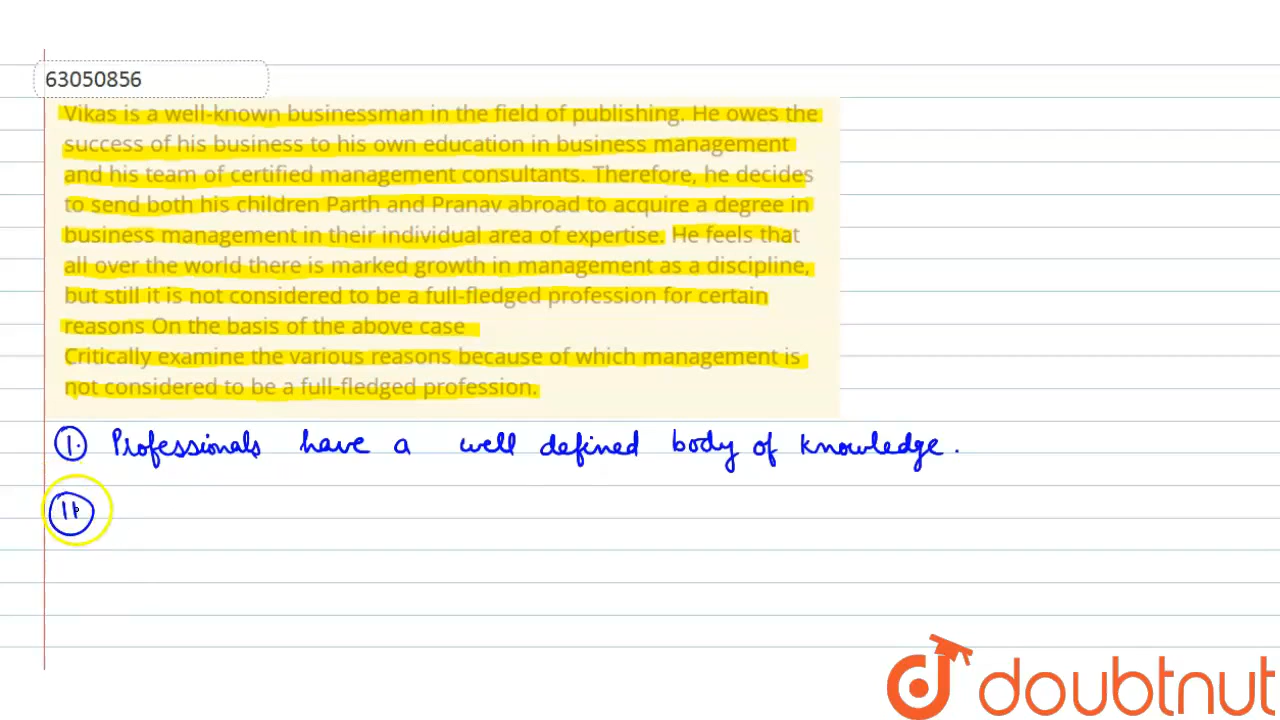 63050856
Vikas is a well-known businessman in the field of publishing. He owes the
success of his business to his own education in business management
and his team of certified management consultants. Therefore, he decides
to send both his children Parth and Pranav abroad to acquire a degree in
business management in their individual area of expertise. He feels that
all over the world there is marked growth in management as a discipline,
but still it is not considered to be a full-fledged profession for certain
reasons On the basis of the above case
Critically examine the various reasons because of which management is
not considered to be a full-fledged profession.
1. Professionals have a well defined body of knowledge.
11
doubtnut